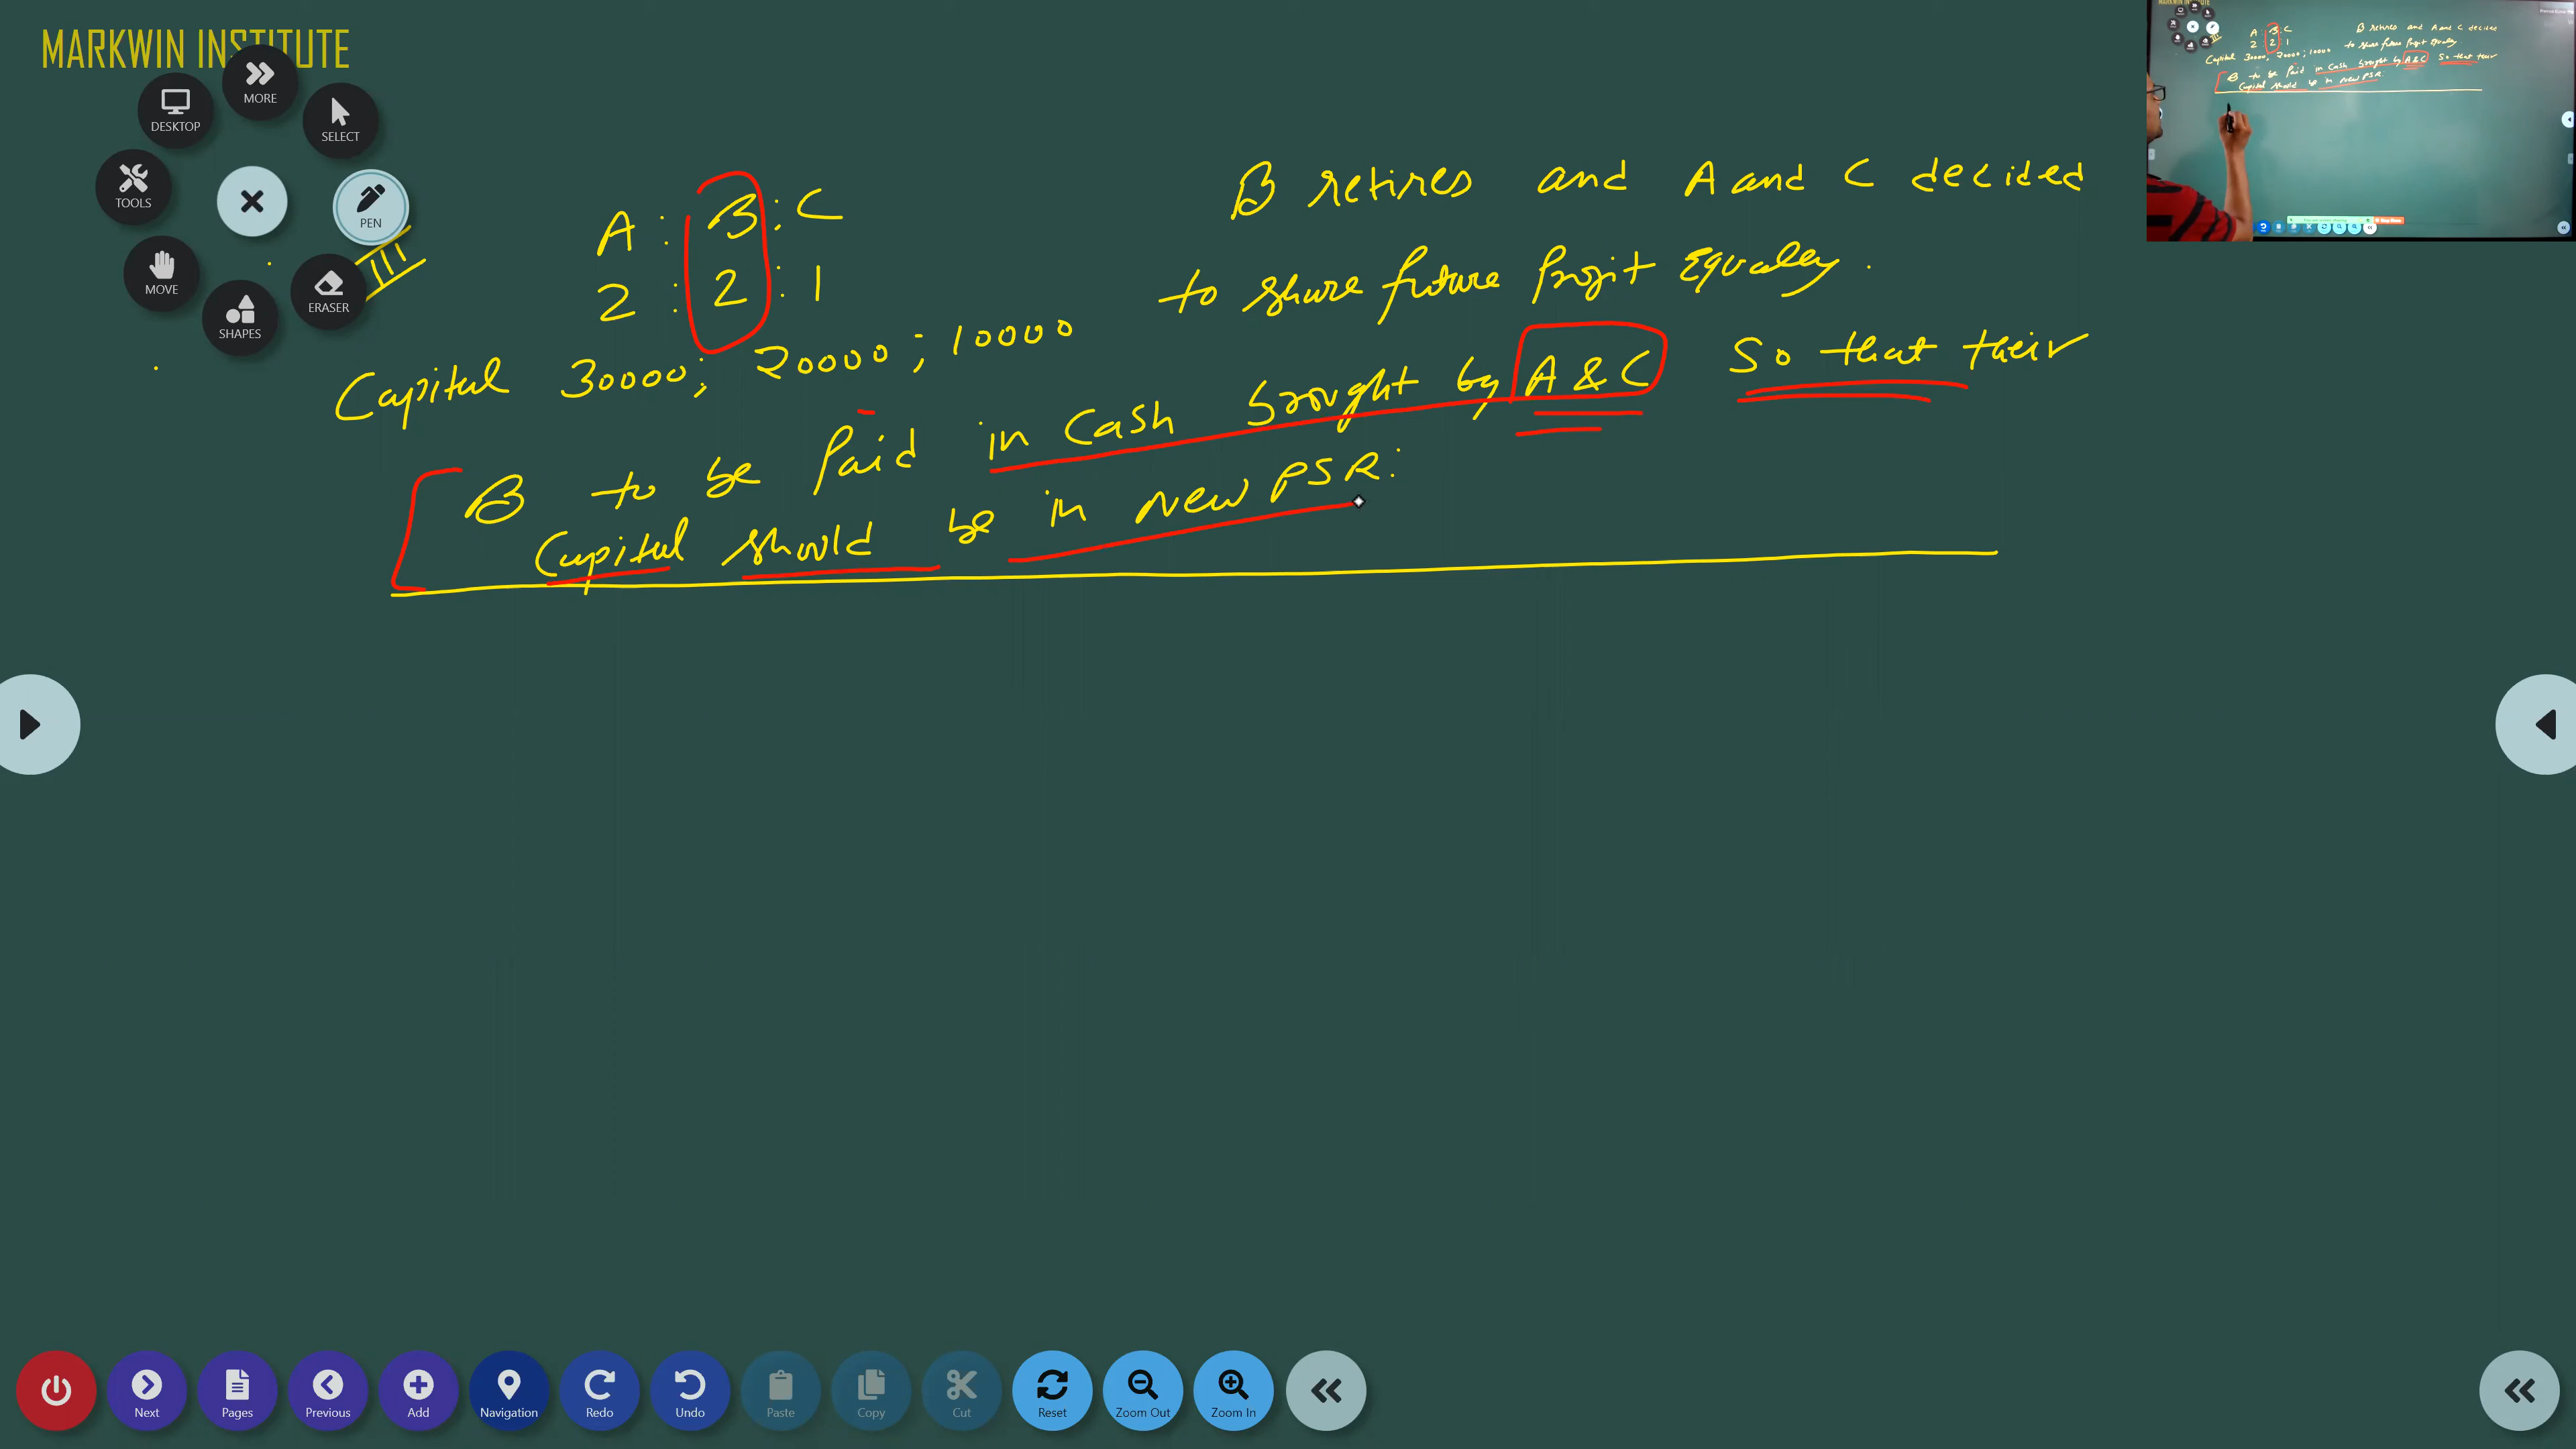 MARKWIN INSTITUTE
MORE
DESKTOP
SELECT
TOOLS
PEN
MOVE
ERASER
SHAPES
III
A : B : C
2 : 2 : 1
Capital 30000; 20000; 10000
B retires and A and C decided
to share future Profit Equally.
B to be Paid in Cash brought by A & C So that their
Capital should be in new PSR.
Next
Pages
Previous
Add
Navigation
Redo
Undo
Paste
Copy
Cut
Reset
Zoom Out
Zoom In